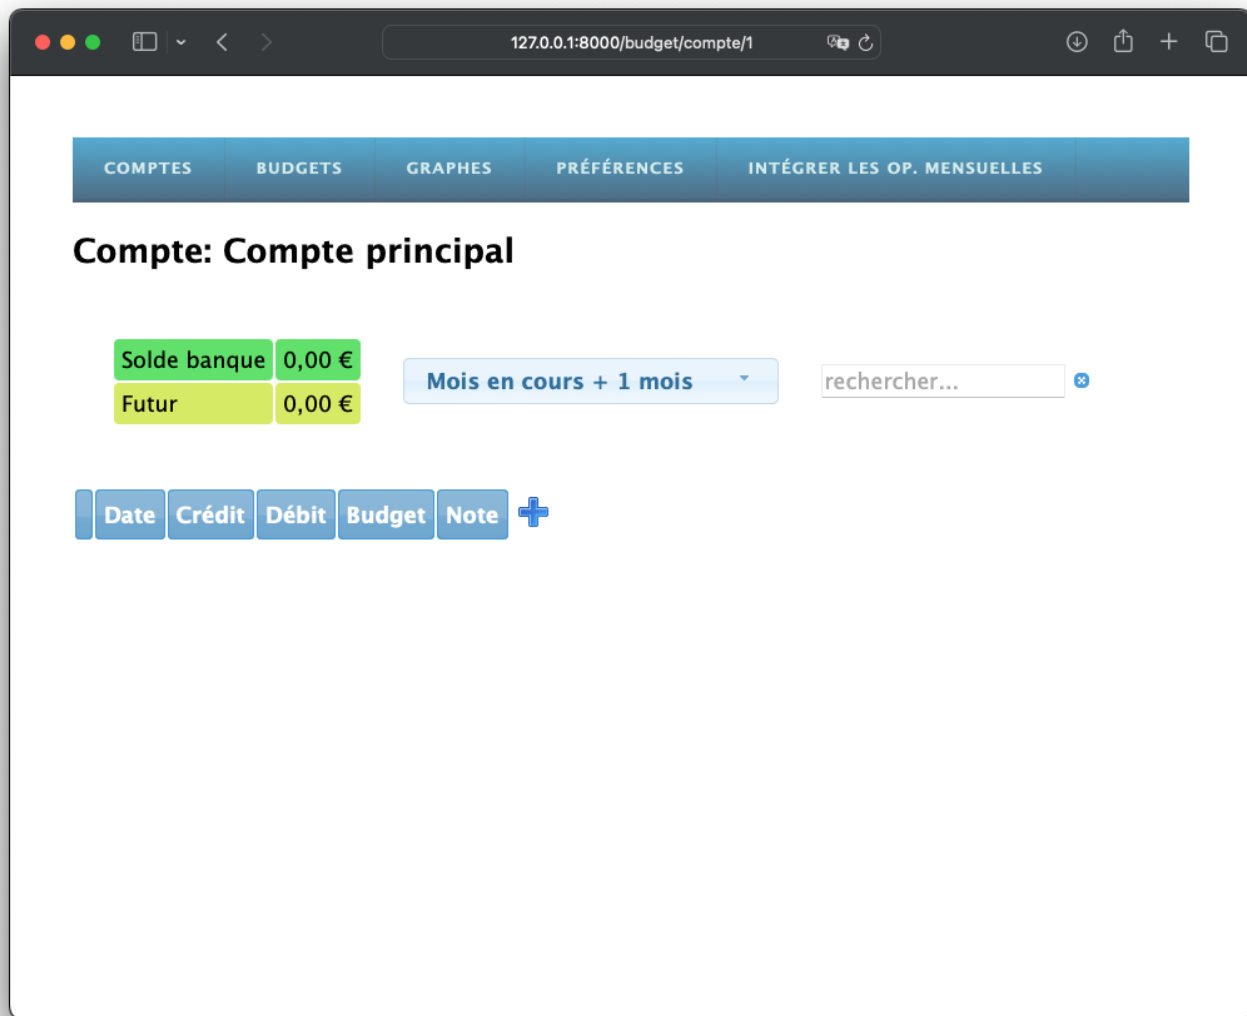 127.0.0.1:8000/budget/compte/1
COMPTES BUDGETS GRAPHES PRÉFÉRENCES INTÉGRER LES OP. MENSUELLES
Compte: Compte principal
Solde banque 0,00 €
Futur 0,00 €
Mois en cours + 1 mois
rechercher...
Date Crédit Débit Budget Note